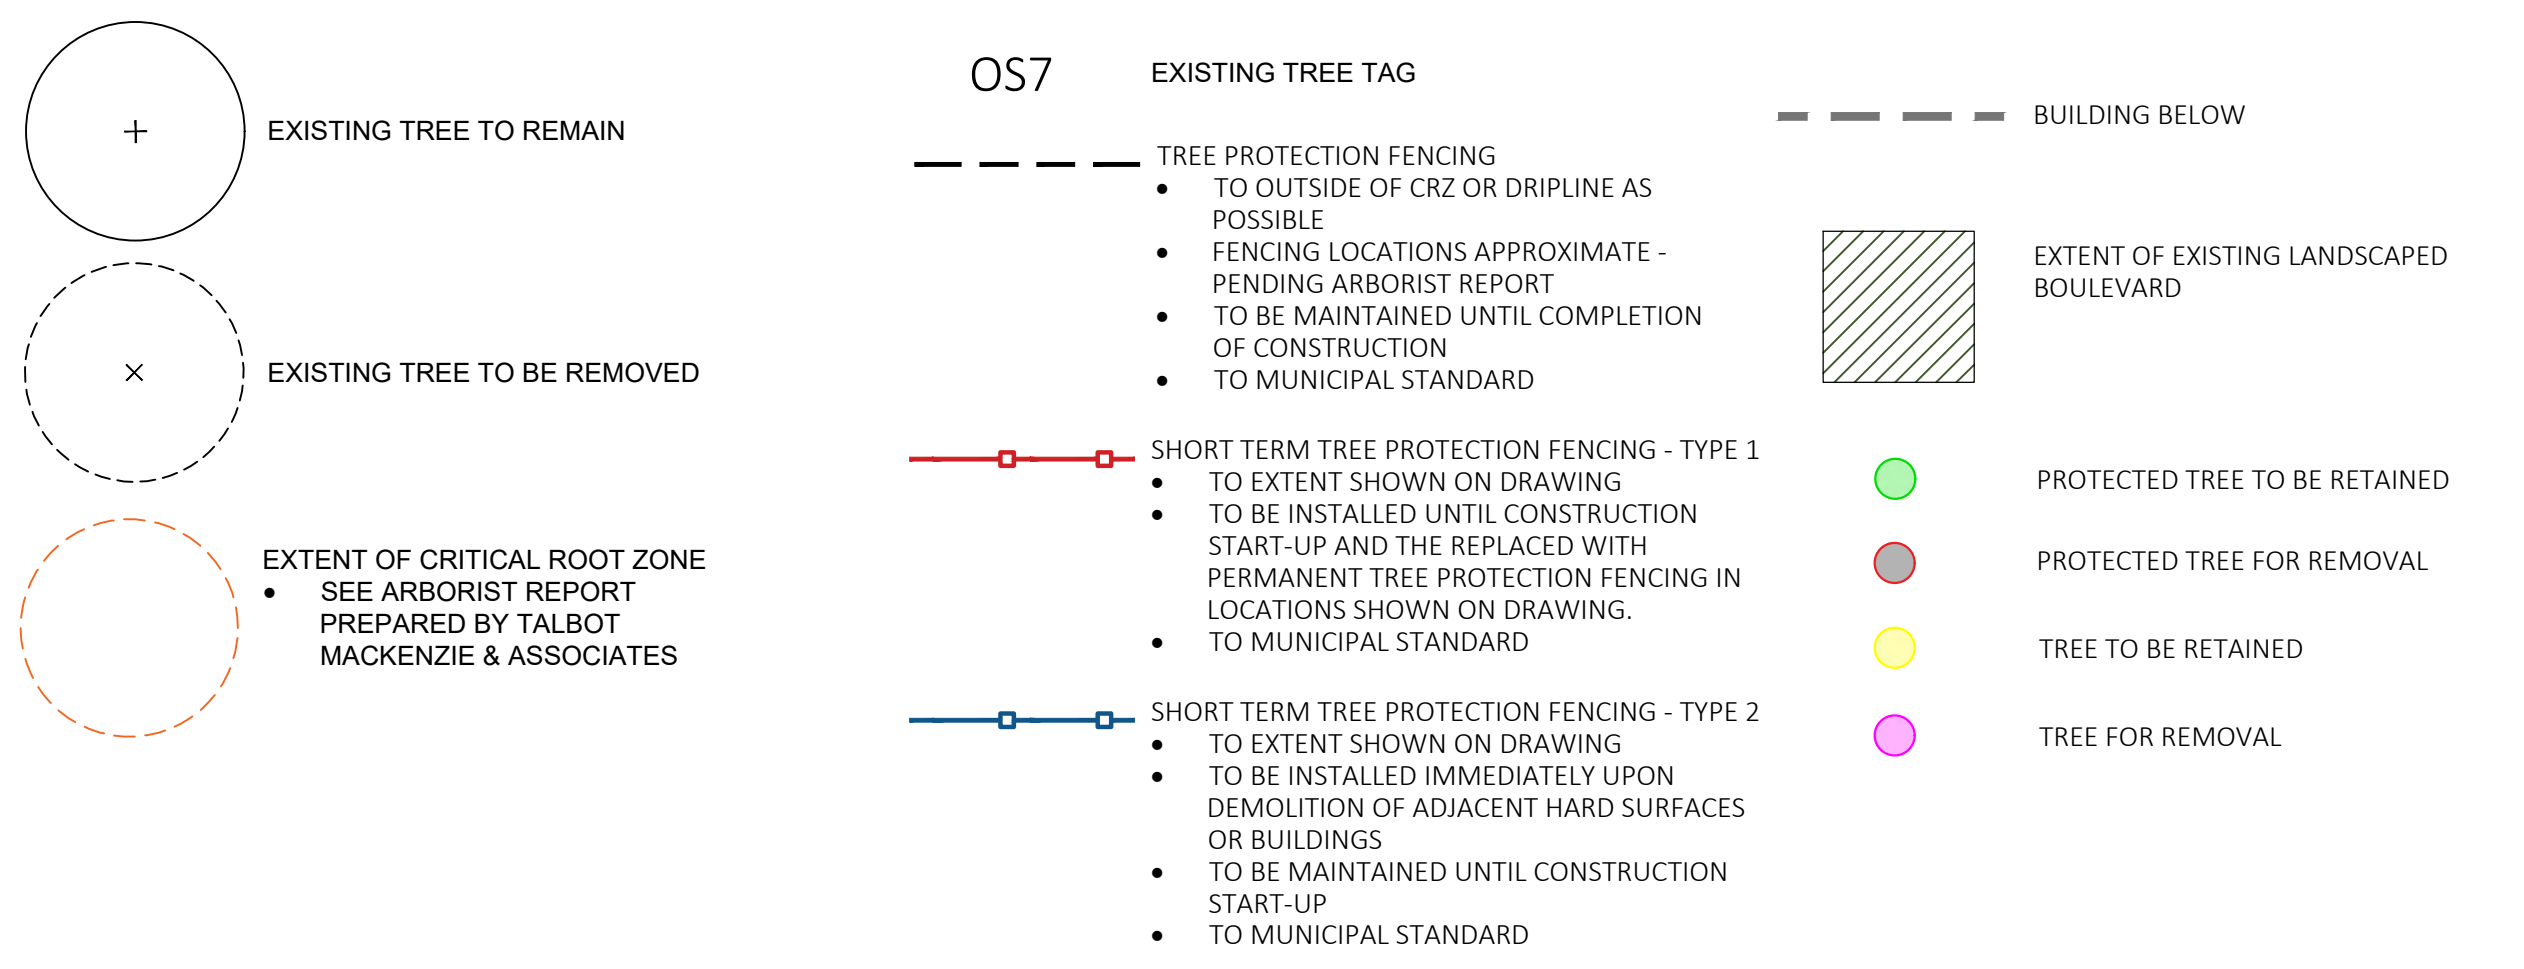 EXISTING TREE TO REMAIN
EXISTING TREE TO BE REMOVED
EXTENT OF CRITICAL ROOT ZONE
• SEE ARBORIST REPORT
PREPARED BY TALBOT
MACKENZIE & ASSOCIATES
OS7
EXISTING TREE TAG
TREE PROTECTION FENCING
• TO OUTSIDE OF CRZ OR DRIPLINE AS
POSSIBLE
• FENCING LOCATIONS APPROXIMATE -
PENDING ARBORIST REPORT
• TO BE MAINTAINED UNTIL COMPLETION
OF CONSTRUCTION
• TO MUNICIPAL STANDARD
SHORT TERM TREE PROTECTION FENCING - TYPE 1
• TO EXTENT SHOWN ON DRAWING
• TO BE INSTALLED UNTIL CONSTRUCTION
START-UP AND THE REPLACED WITH
PERMANENT TREE PROTECTION FENCING IN
LOCATIONS SHOWN ON DRAWING.
• TO MUNICIPAL STANDARD
SHORT TERM TREE PROTECTION FENCING - TYPE 2
• TO EXTENT SHOWN ON DRAWING
• TO BE INSTALLED IMMEDIATELY UPON
DEMOLITION OF ADJACENT HARD SURFACES
OR BUILDINGS
• TO BE MAINTAINED UNTIL CONSTRUCTION
START-UP
• TO MUNICIPAL STANDARD
BUILDING BELOW
EXTENT OF EXISTING LANDSCAPED
BOULEVARD
PROTECTED TREE TO BE RETAINED
PROTECTED TREE FOR REMOVAL
TREE TO BE RETAINED
TREE FOR REMOVAL